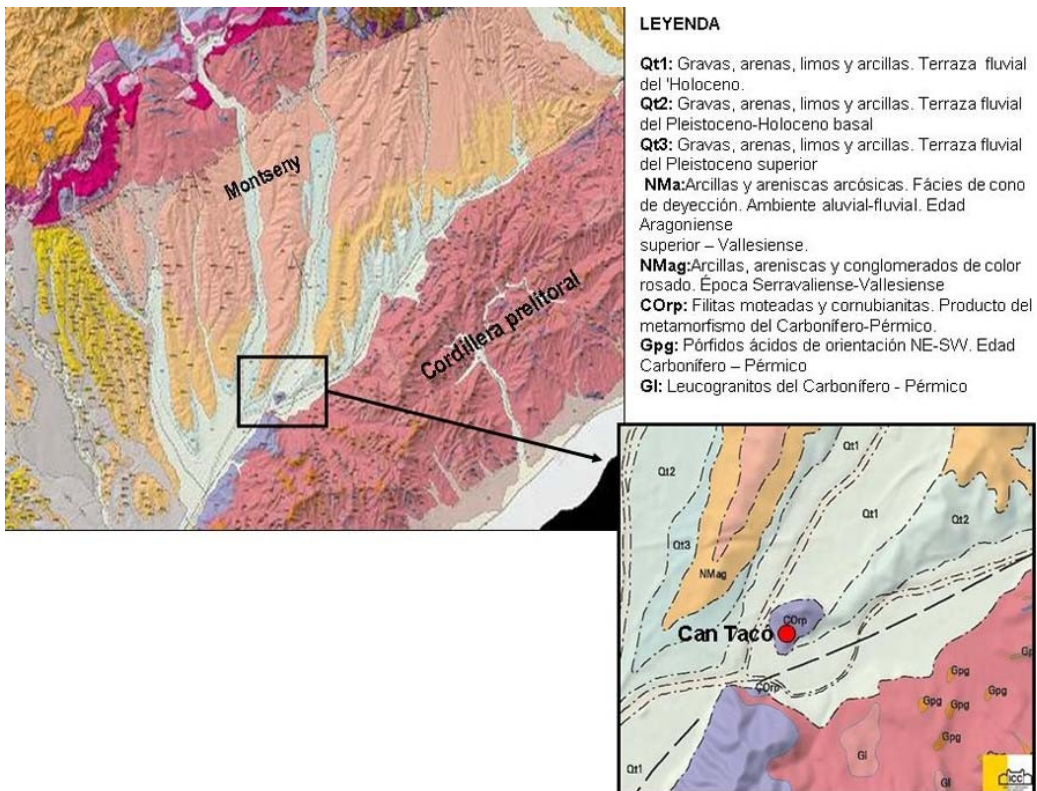 LEYENDA
Qt1: Gravas, arenas, limos y arcillas. Terraza fluvial
del 'Holoceno.
Qt2: Gravas, arenas, limos y arcillas. Terraza fluvial
del Pleistoceno-Holoceno basal
Qt3: Gravas, arenas, limos y arcillas. Terraza fluvial
del Pleistoceno superior
NMa:Arcillas y areniscas arcósicas. Fácies de cono
de deyección. Ambiente aluvial-fluvial. Edad
Aragoniense
superior – Vallesiense.
NMag:Arcillas, areniscas y conglomerados de color
rosado. Época Serravaliense-Vallesiense
COrp: Filitas moteadas y cornubianitas. Producto del
metamorfismo del Carbonífero-Pérmico.
Gpg: Pórfidos ácidos de orientación NE-SW. Edad
Carbonífero – Pérmico
Gl: Leucogranitos del Carbonífero - Pérmico
Montseny
Cordillera prelitoral
Qt2
Qt1
Qt1
Qt2
Qt3
NMag
COrp
Can Tacó
COrp
Gpg
Gpg
Gpg
Gpg
Gpg
Gl
Gl
Qt1
icc